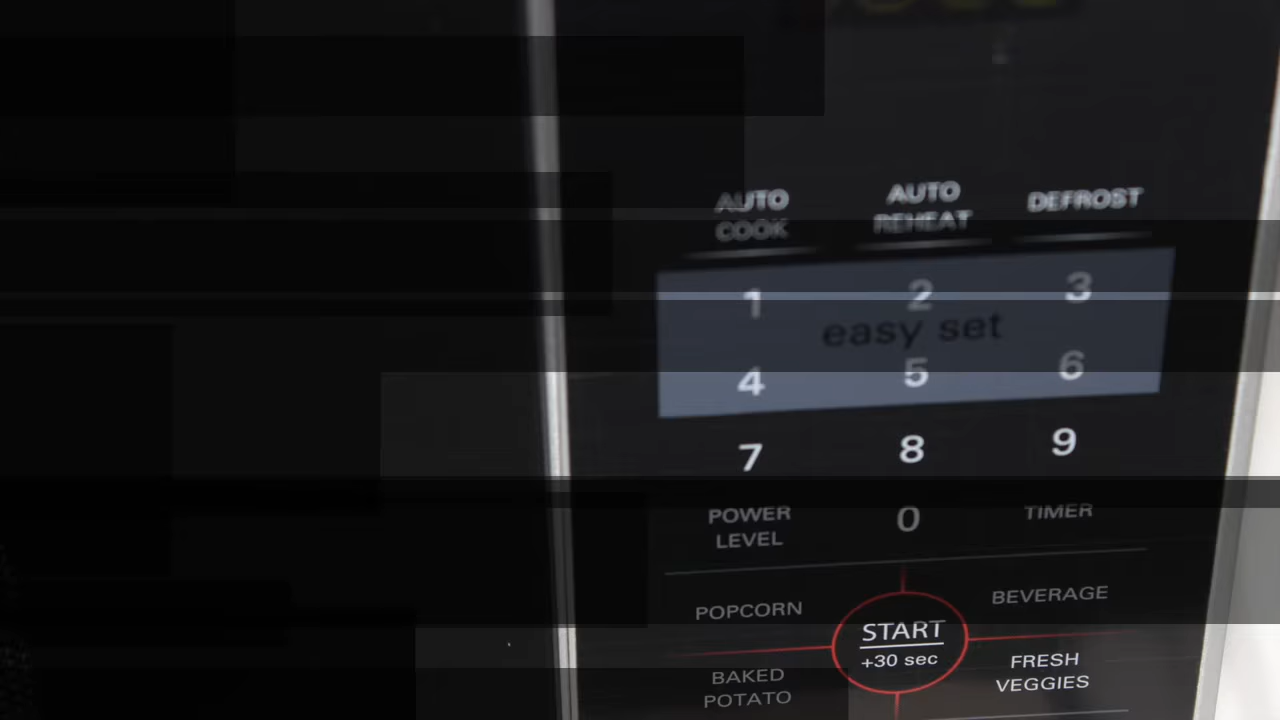 AUTO
COOK
AUTO
REHEAT
DEFROST
1 2 3
easy set
4 5 6
7 8 9
POWER
LEVEL
0
TIMER
POPCORN
BEVERAGE
START
+30 sec
BAKED
POTATO
FRESH
VEGGIES